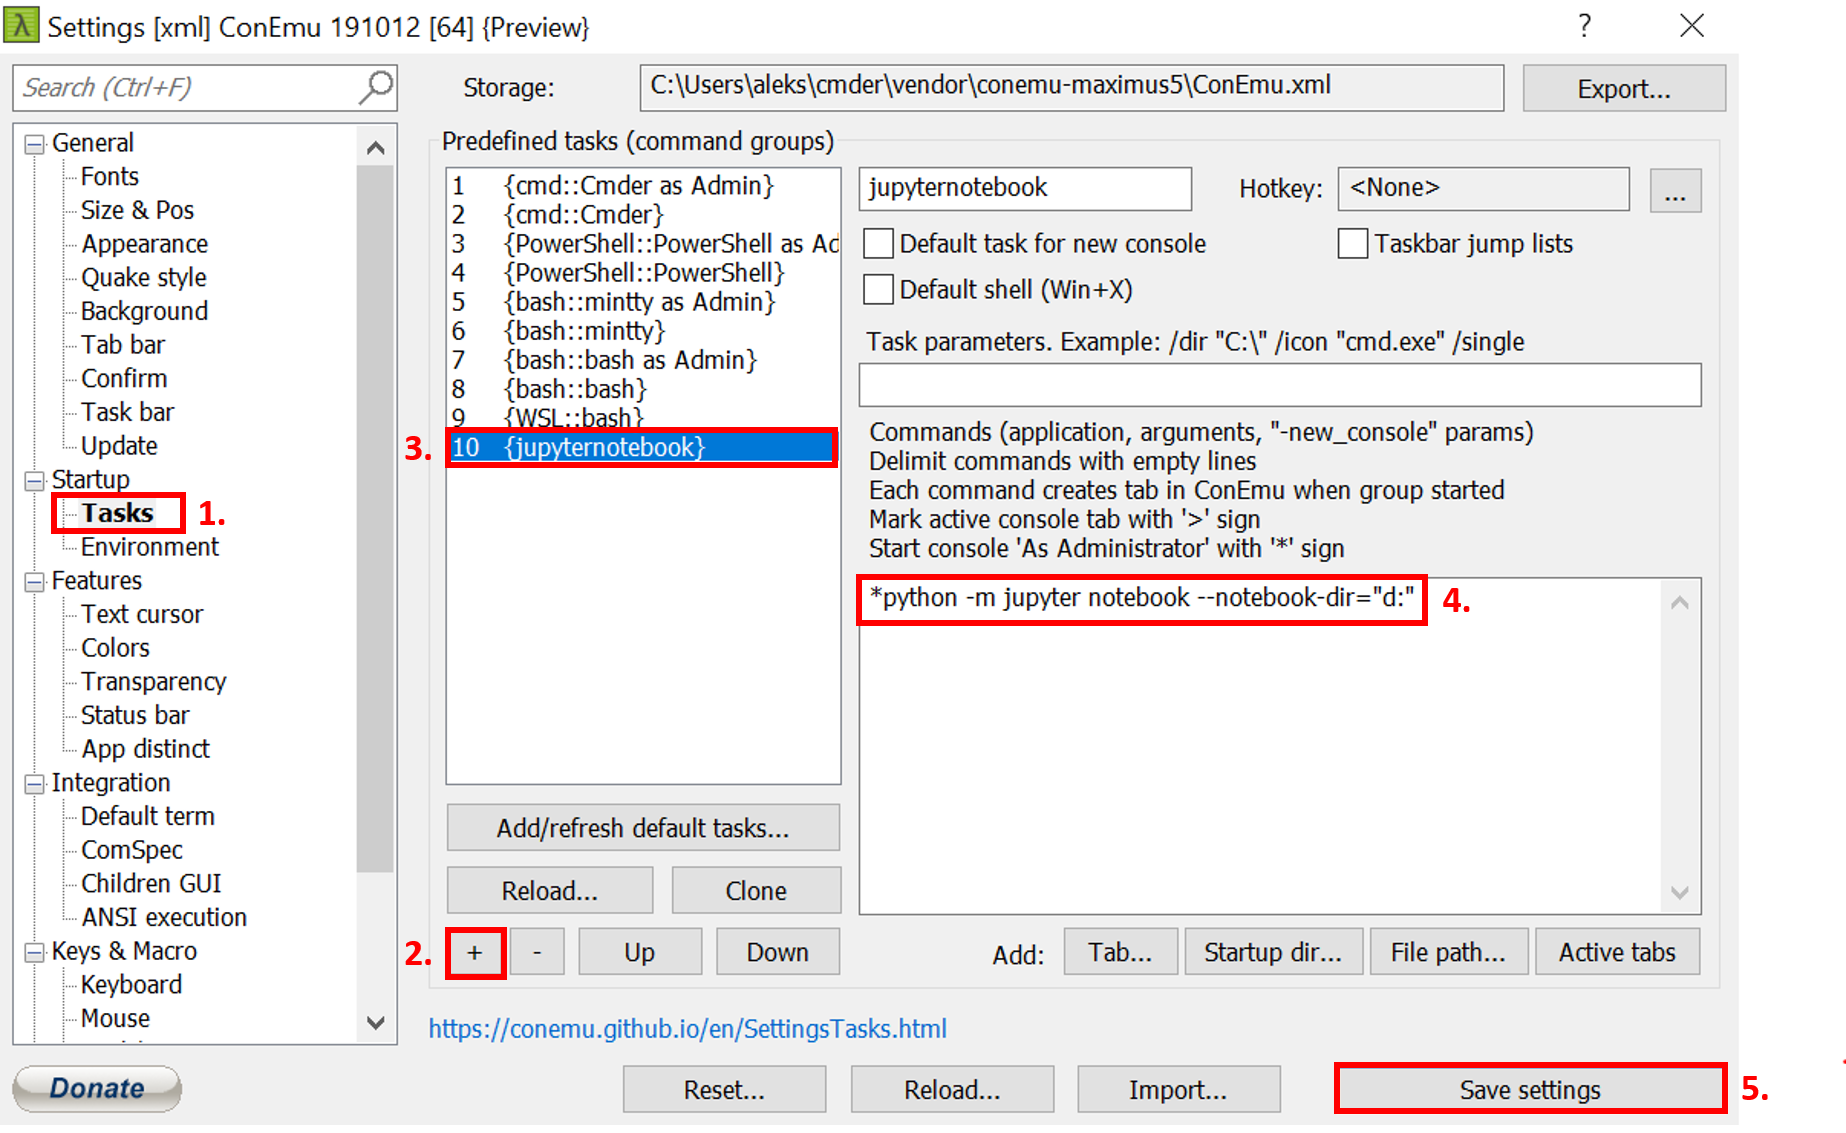 Settings [xml] ConEmu 191012 [64] {Preview}
?
Search (Ctrl+F)
Storage:
C:\Users\aleks\cmder\vendor\conemu-maximus5\ConEmu.xml
Export...
General
Fonts
Size & Pos
Appearance
Quake style
Background
Tab bar
Confirm
Task bar
Update
Startup
Tasks
1.
Environment
Features
Text cursor
Colors
Transparency
Status bar
App distinct
Integration
Default term
ComSpec
Children GUI
ANSI execution
Keys & Macro
Keyboard
Mouse
Donate
Predefined tasks (command groups)
1 {cmd::Cmder as Admin}
2 {cmd::Cmder}
3 {PowerShell::PowerShell as Ad
4 {PowerShell::PowerShell}
5 {bash::mintty as Admin}
6 {bash::mintty}
7 {bash::bash as Admin}
8 {bash::bash}
9 {WSL::bash}
3.
10 {jupyternotebook}
Add/refresh default tasks...
Reload...
Clone
2.
+
-
Up
Down
jupyternotebook
Hotkey:
<None>
...
Default task for new console
Taskbar jump lists
Default shell (Win+X)
Task parameters. Example: /dir "C:\" /icon "cmd.exe" /single
Commands (application, arguments, "-new_console" params)
Delimit commands with empty lines
Each command creates tab in ConEmu when group started
Mark active console tab with '>' sign
Start console 'As Administrator' with '*' sign
*python -m jupyter notebook --notebook-dir="d:"
4.
Add:
Tab...
Startup dir...
File path...
Active tabs
https://conemu.github.io/en/SettingsTasks.html
Reset...
Reload...
Import...
Save settings
5.